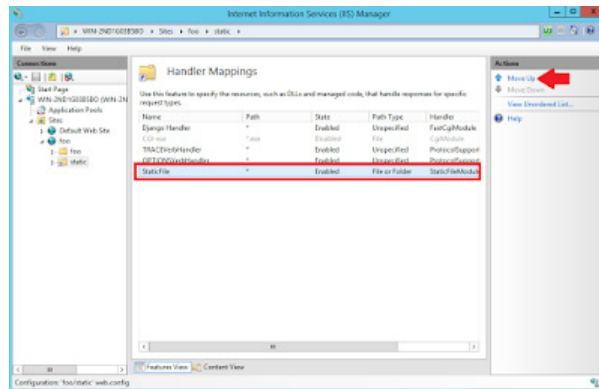 Internet Information Services (IIS) Manager
Sites
foo
static
File View Help
Connections
Start Page
Application Pools
Sites
Default Web Site
foo
foo
static
Handler Mappings
Use this feature to specify the resources, such as DLLs and managed code, that handle responses for specific
request types.
Name Path State Path Type Handler
Django Handler * Enabled Unspecified FastCgiModule
CGI-exe *.exe Disabled File CgiModule
TRACEVerbHandler * Enabled Unspecified ProtocolSupport
OPTIONSVerbHandler * Enabled Unspecified ProtocolSupport
StaticFile * Enabled File or Folder StaticFileModule
Features View Content View
Actions
Move Up
Move Down
View Unordered List...
Help
Configuration: 'foo/static' web.config